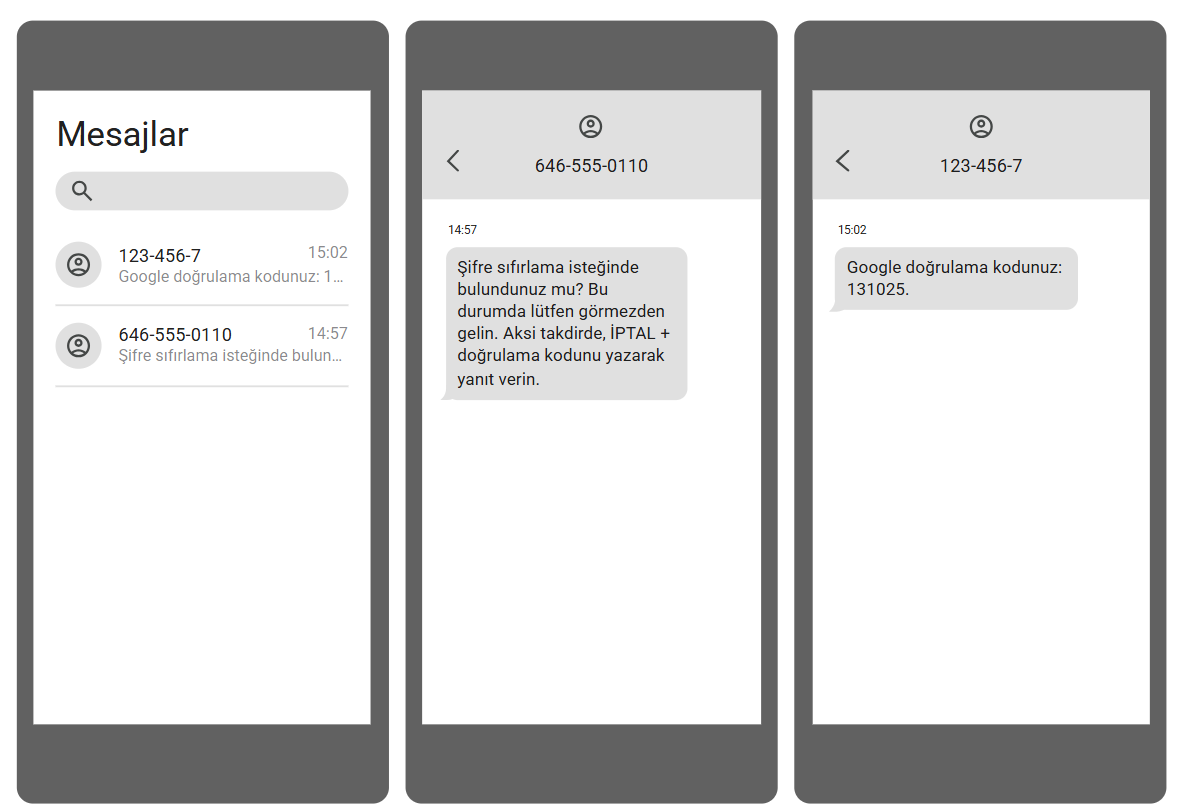 Mesajlar
123-456-7
15:02
Google doğrulama kodunuz: 1...
646-555-0110
14:57
Şifre sıfırlama isteğinde bulun...
646-555-0110
14:57
Şifre sıfırlama isteğinde
bulundunuz mu? Bu
durumda lütfen görmezden
gelin. Aksi takdirde, İPTAL +
doğrulama kodunu yazarak
yanıt verin.
123-456-7
15:02
Google doğrulama kodunuz:
131025.